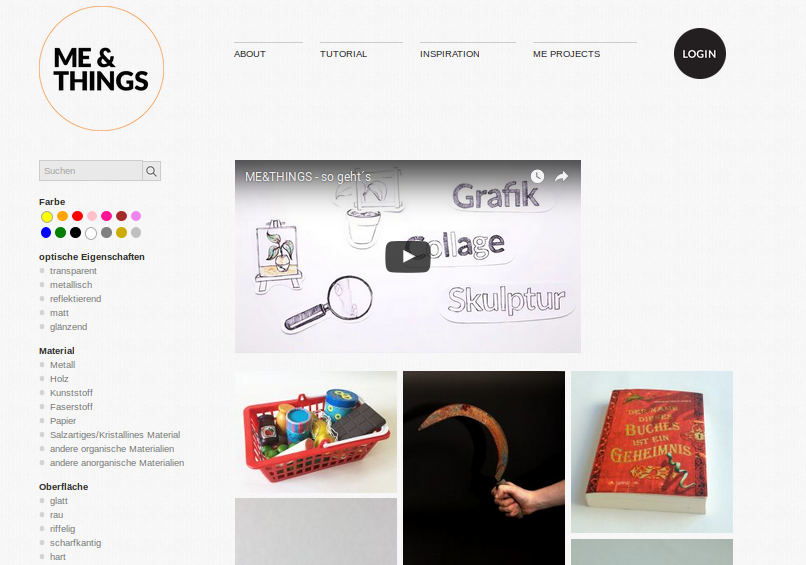 ME &
THINGS
ABOUT
TUTORIAL
INSPIRATION
ME PROJECTS
LOGIN
Suchen
Farbe
optische Eigenschaften
transparent
metallisch
reflektierend
matt
glänzend
Material
Metall
Holz
Kunststoff
Faserstoff
Papier
Salzartiges/Kristallines Material
andere organische Materialien
andere anorganische Materialien
Oberfläche
glatt
rau
riffelig
scharfkantig
hart
ME&THINGS - so geht´s
Grafik
Collage
Skulptur
DER NAME
DIESES
BUCHES
IST EIN
GEHEIMNIS